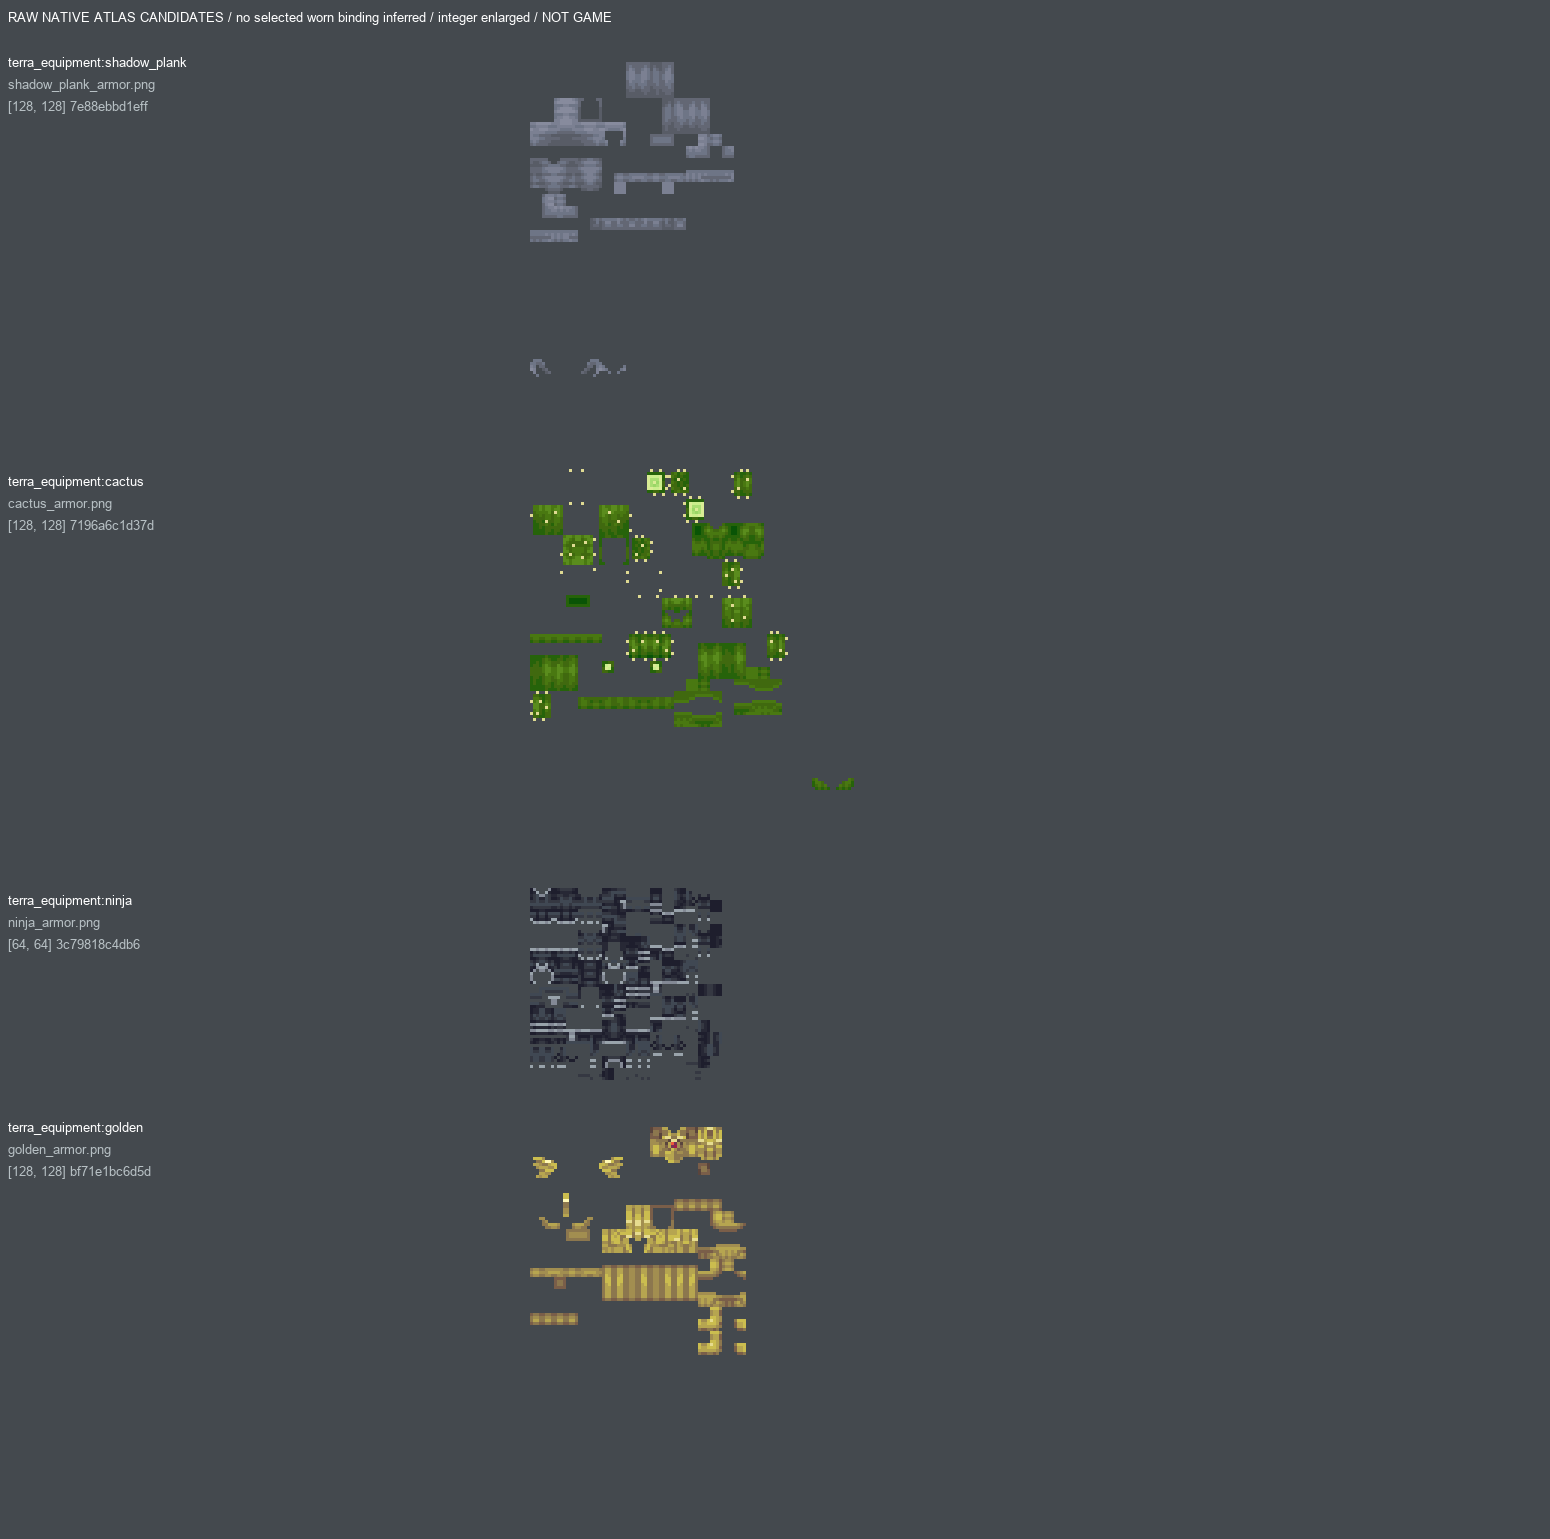 RAW NATIVE ATLAS CANDIDATES / no selected worn binding inferred / integer enlarged / NOT GAME
terra_equipment:shadow_plank
shadow_plank_armor.png
[128, 128] 7e88ebbd1eff
terra_equipment:cactus
cactus_armor.png
[128, 128] 7196a6c1d37d
terra_equipment:ninja
ninja_armor.png
[64, 64] 3c79818c4db6
terra_equipment:golden
golden_armor.png
[128, 128] bf71e1bc6d5d